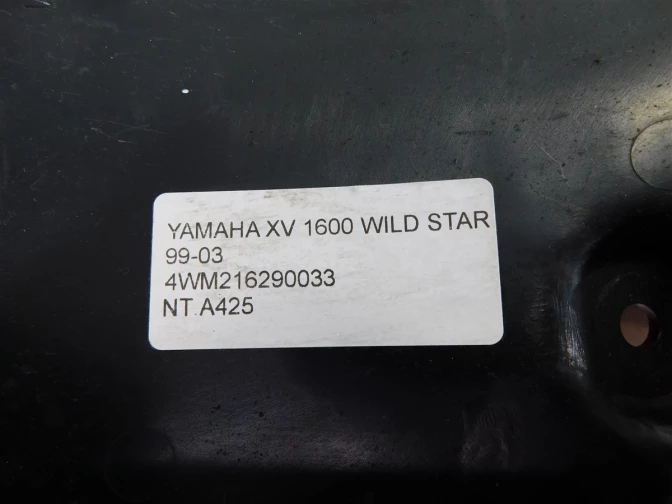 YAMAHA XV 1600 WILD STAR
99-03
4WM216290033
NT.A425